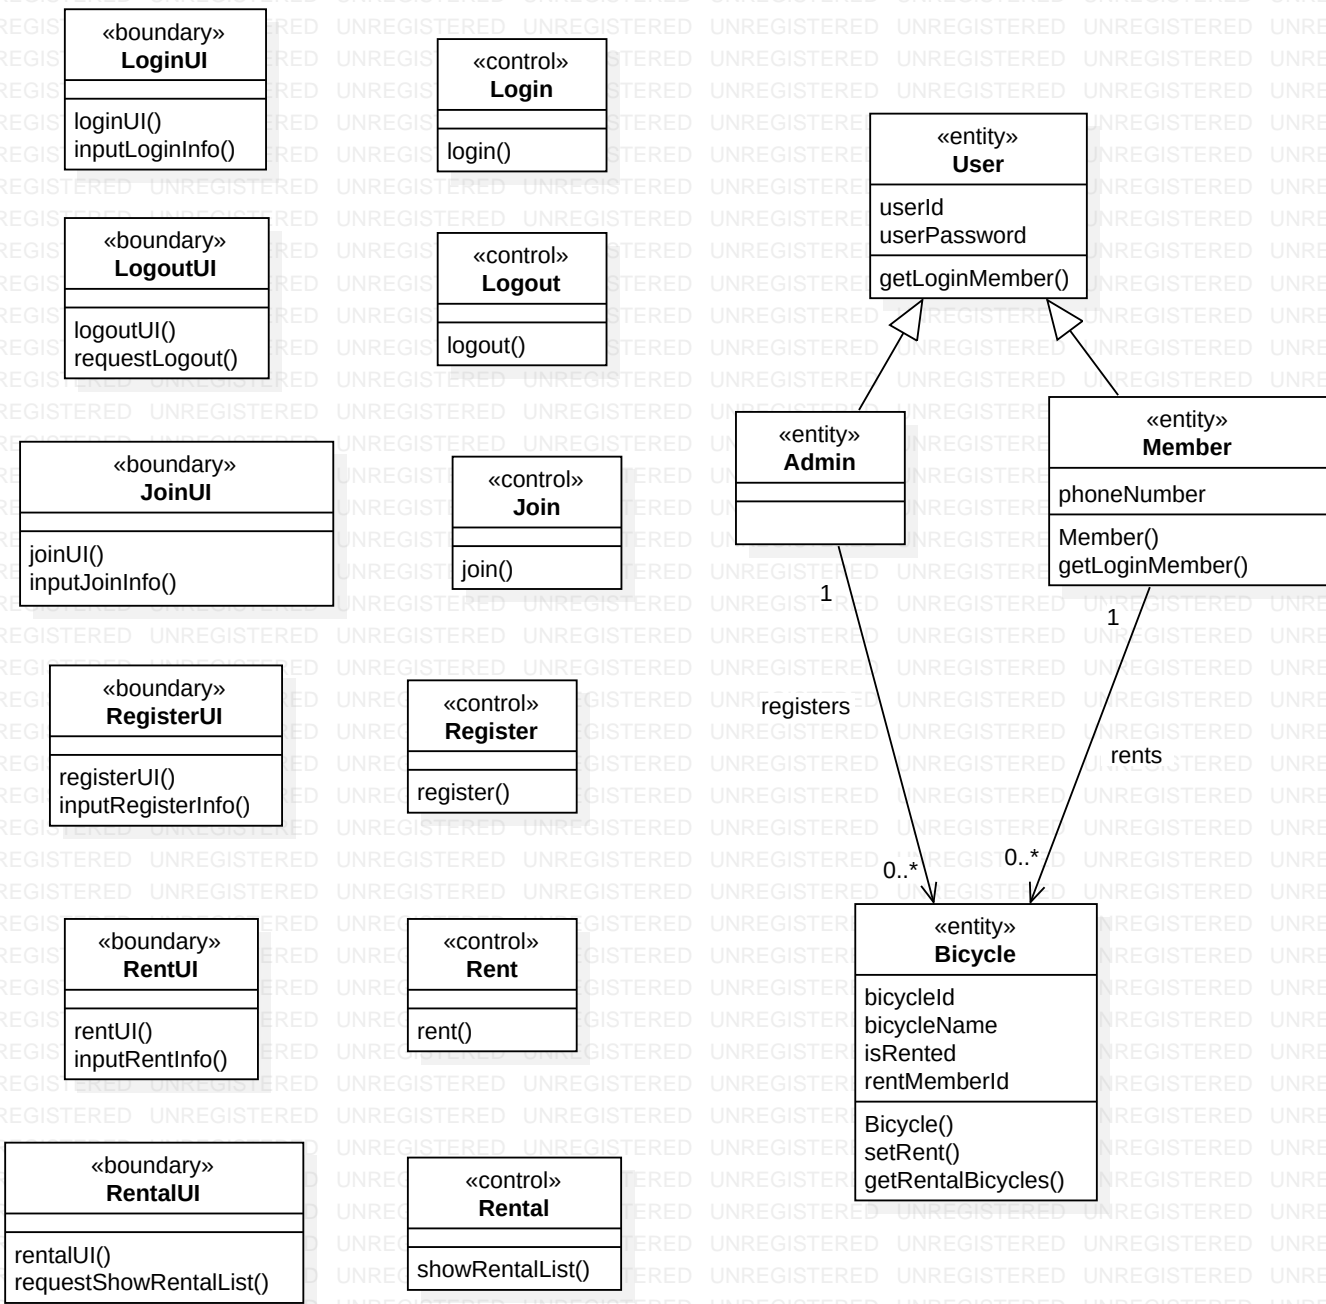 «boundary»
LoginUI
loginUI()
inputLoginInfo()
«control»
Login
login()
«entity»
User
userId
userPassword
getLoginMember()
«boundary»
LogoutUI
logoutUI()
requestLogout()
«control»
Logout
logout()
«boundary»
JoinUI
joinUI()
inputJoinInfo()
«control»
Join
join()
«entity»
Admin
«entity»
Member
phoneNumber
Member()
getLoginMember()
1
1
registers
rents
0..*
0..*
«boundary»
RegisterUI
registerUI()
inputRegisterInfo()
«control»
Register
register()
«boundary»
RentUI
rentUI()
inputRentInfo()
«control»
Rent
rent()
«entity»
Bicycle
bicycleId
bicycleName
isRented
rentMemberId
Bicycle()
setRent()
getRentalBicycles()
«boundary»
RentalUI
rentalUI()
requestShowRentalList()
«control»
Rental
showRentalList()
UNREGISTERED